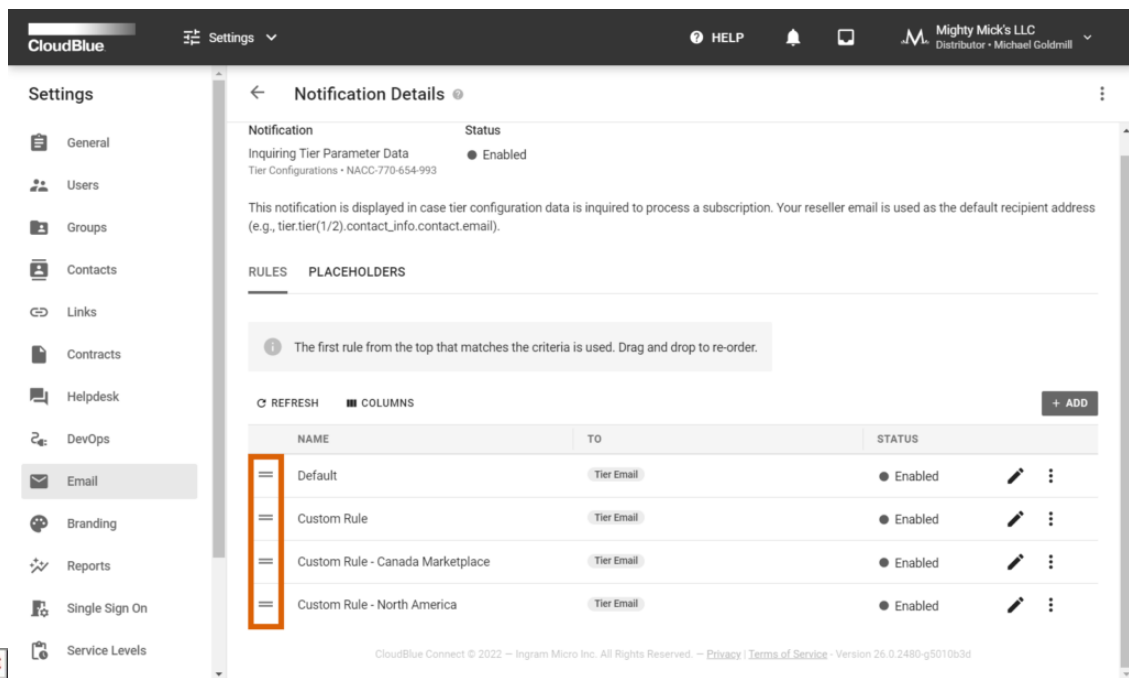 CloudBlue
Settings
HELP
Mighty Mick's LLC
Distributor • Michael Goldmill
M
Settings
General
Users
Groups
Contacts
Links
Contracts
Helpdesk
DevOps
Email
Branding
Reports
Single Sign On
Service Levels
Notification Details
Notification
Status
Inquiring Tier Parameter Data
Enabled
Tier Configurations • NACC-770-654-993
This notification is displayed in case tier configuration data is inquired to process a subscription. Your reseller email is used as the default recipient address
(e.g., tier.tier(1/2).contact_info.contact.email).
RULES PLACEHOLDERS
The first rule from the top that matches the criteria is used. Drag and drop to re-order.
REFRESH COLUMNS + ADD
NAME TO STATUS
Default Tier Email Enabled
Custom Rule Tier Email Enabled
Custom Rule - Canada Marketplace Tier Email Enabled
Custom Rule - North America Tier Email Enabled
CloudBlue Connect © 2022 — Ingram Micro Inc. All Rights Reserved. — Privacy | Terms of Service - Version 26.0.2480-g5010b3d